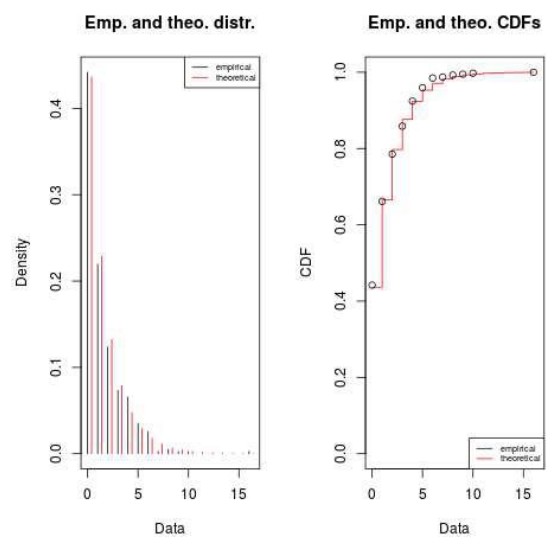 Emp. and theo. distr.
empirical
theoretical
Density
0.0
0.1
0.2
0.3
0.4
0
5
10
15
Data
Emp. and theo. CDFs
empirical
theoretical
CDF
0.0
0.2
0.4
0.6
0.8
1.0
0
5
10
15
Data